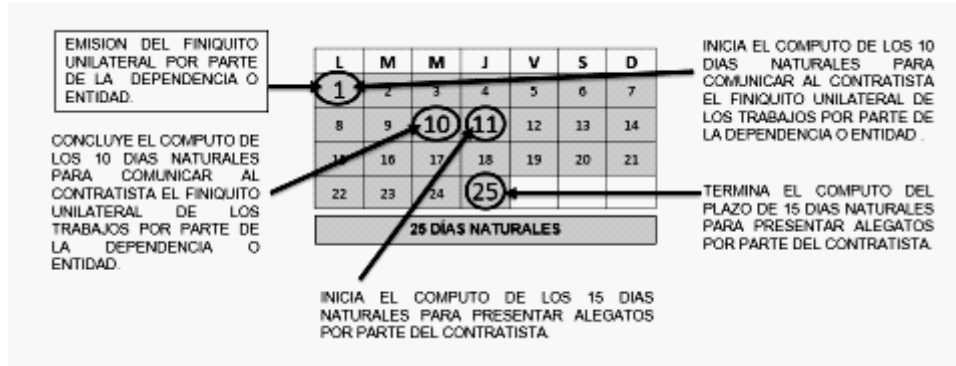 EMISION DEL FINIQUITO
UNILATERAL POR PARTE
DE LA DEPENDENCIA O
ENTIDAD.
CONCLUYE EL COMPUTO DE
LOS 10 DIAS NATURALES
PARA COMUNICAR AL
CONTRATISTA EL FINIQUITO
UNILATERAL DE LOS
TRABAJOS POR PARTE DE
LA DEPENDENCIA O
ENTIDAD.
L M M J V S D
1 2 3 4 5 6 7
8 9 10 11 12 13 14
15 16 17 18 19 20 21
22 23 24 25
25 DÍAS NATURALES
INICIA EL COMPUTO DE LOS 10
DIAS NATURALES PARA
COMUNICAR AL CONTRATISTA
EL FINIQUITO UNILATERAL DE
LOS TRABAJOS POR PARTE DE
LA DEPENDENCIA O ENTIDAD .
TERMINA EL COMPUTO DEL
PLAZO DE 15 DIAS NATURALES
PARA PRESENTAR ALEGATOS
POR PARTE DEL CONTRATISTA.
INICIA EL COMPUTO DE LOS 15 DIAS
NATURALES PARA PRESENTAR ALEGATOS
POR PARTE DEL CONTRATISTA.